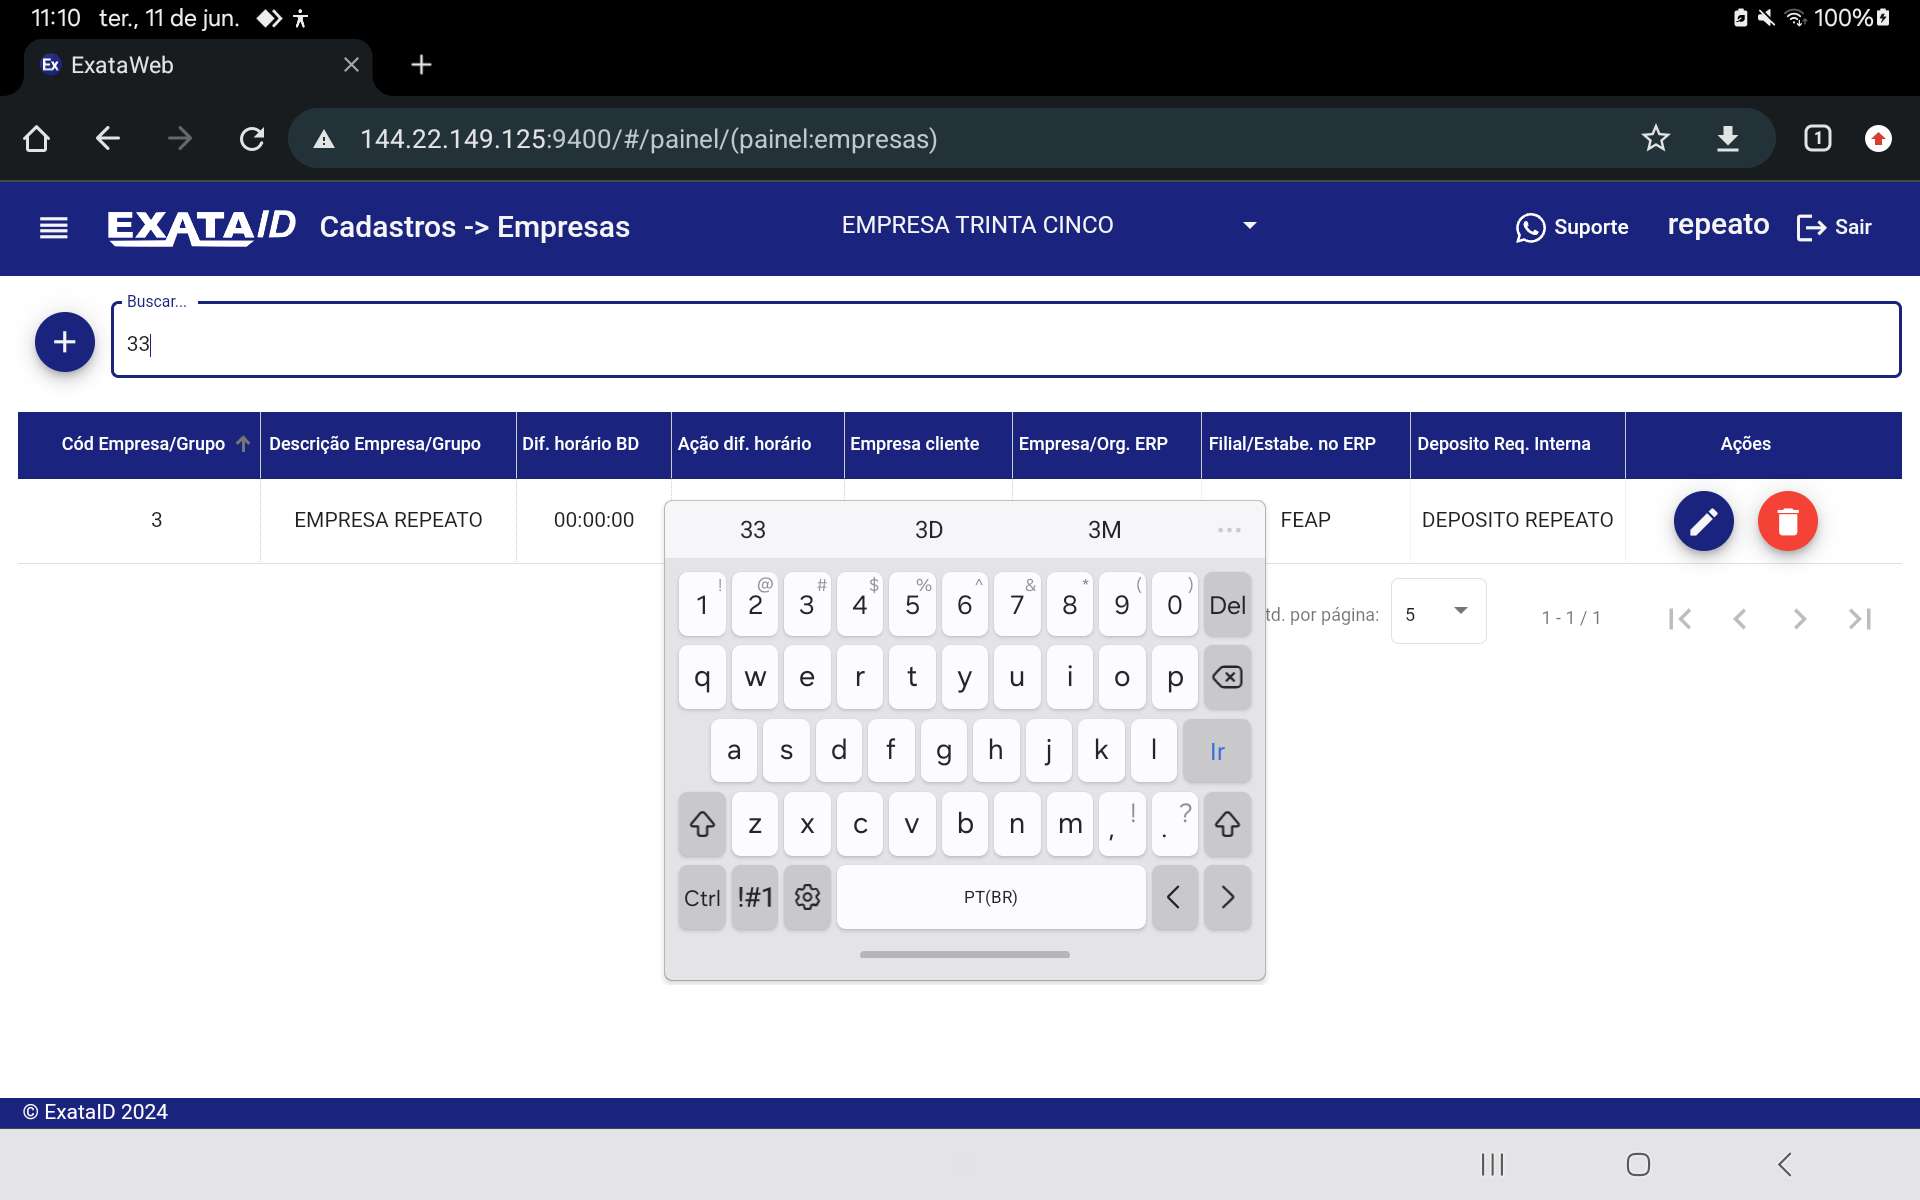 11:10 ter., 11 de jun. 100%
Ex ExataWeb
144.22.149.125:9400/#/painel/(painel:empresas) 1
EXATAID Cadastros -> Empresas EMPRESA TRINTA CINCO Suporte repeato Sair
Buscar...
33
Cód Empresa/Grupo Descrição Empresa/Grupo Dif. horário BD Ação dif. horário Empresa cliente Empresa/Org. ERP Filial/Estabe. no ERP Deposito Req. Interna Ações
3 EMPRESA REPEATO 00:00:00 FEAP DEPOSITO REPEATO
td. por página: 5 1 - 1 / 1
33 3D 3M ...
! @ # $ % ^ & * ( )
1 2 3 4 5 6 7 8 9 0 Del
q w e r t y u i o p
a s d f g h j k l Ir
z x c v b n m , ! . ?
Ctrl !#1 PT(BR) < >
© ExataID 2024